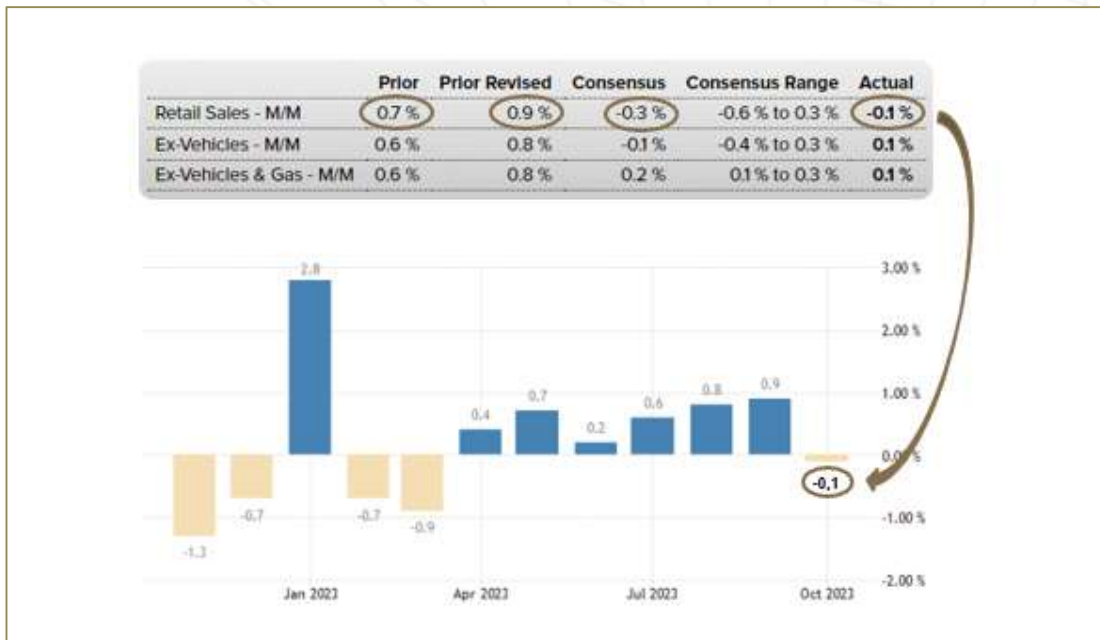 Prior Prior Revised Consensus Consensus Range Actual
Retail Sales - M/M 0.7 % 0.9 % -0.3 % -0.6 % to 0.3 % -0.1 %
Ex-Vehicles - M/M 0.6 % 0.8 % -0.1 % -0.4 % to 0.3 % 0.1 %
Ex-Vehicles & Gas - M/M 0.6 % 0.8 % 0.2 % 0.1 % to 0.3 % 0.1 %
2.8 3.00 %
2.00 %
0.4 0.7 0.2 0.6 0.8 0.9 1.00 %
0.00 %
-1.3 -0.7 -0.7 -0.9 -0,1 -1.00 %
-2.00 %
Jan 2023 Apr 2023 Jul 2023 Oct 2023